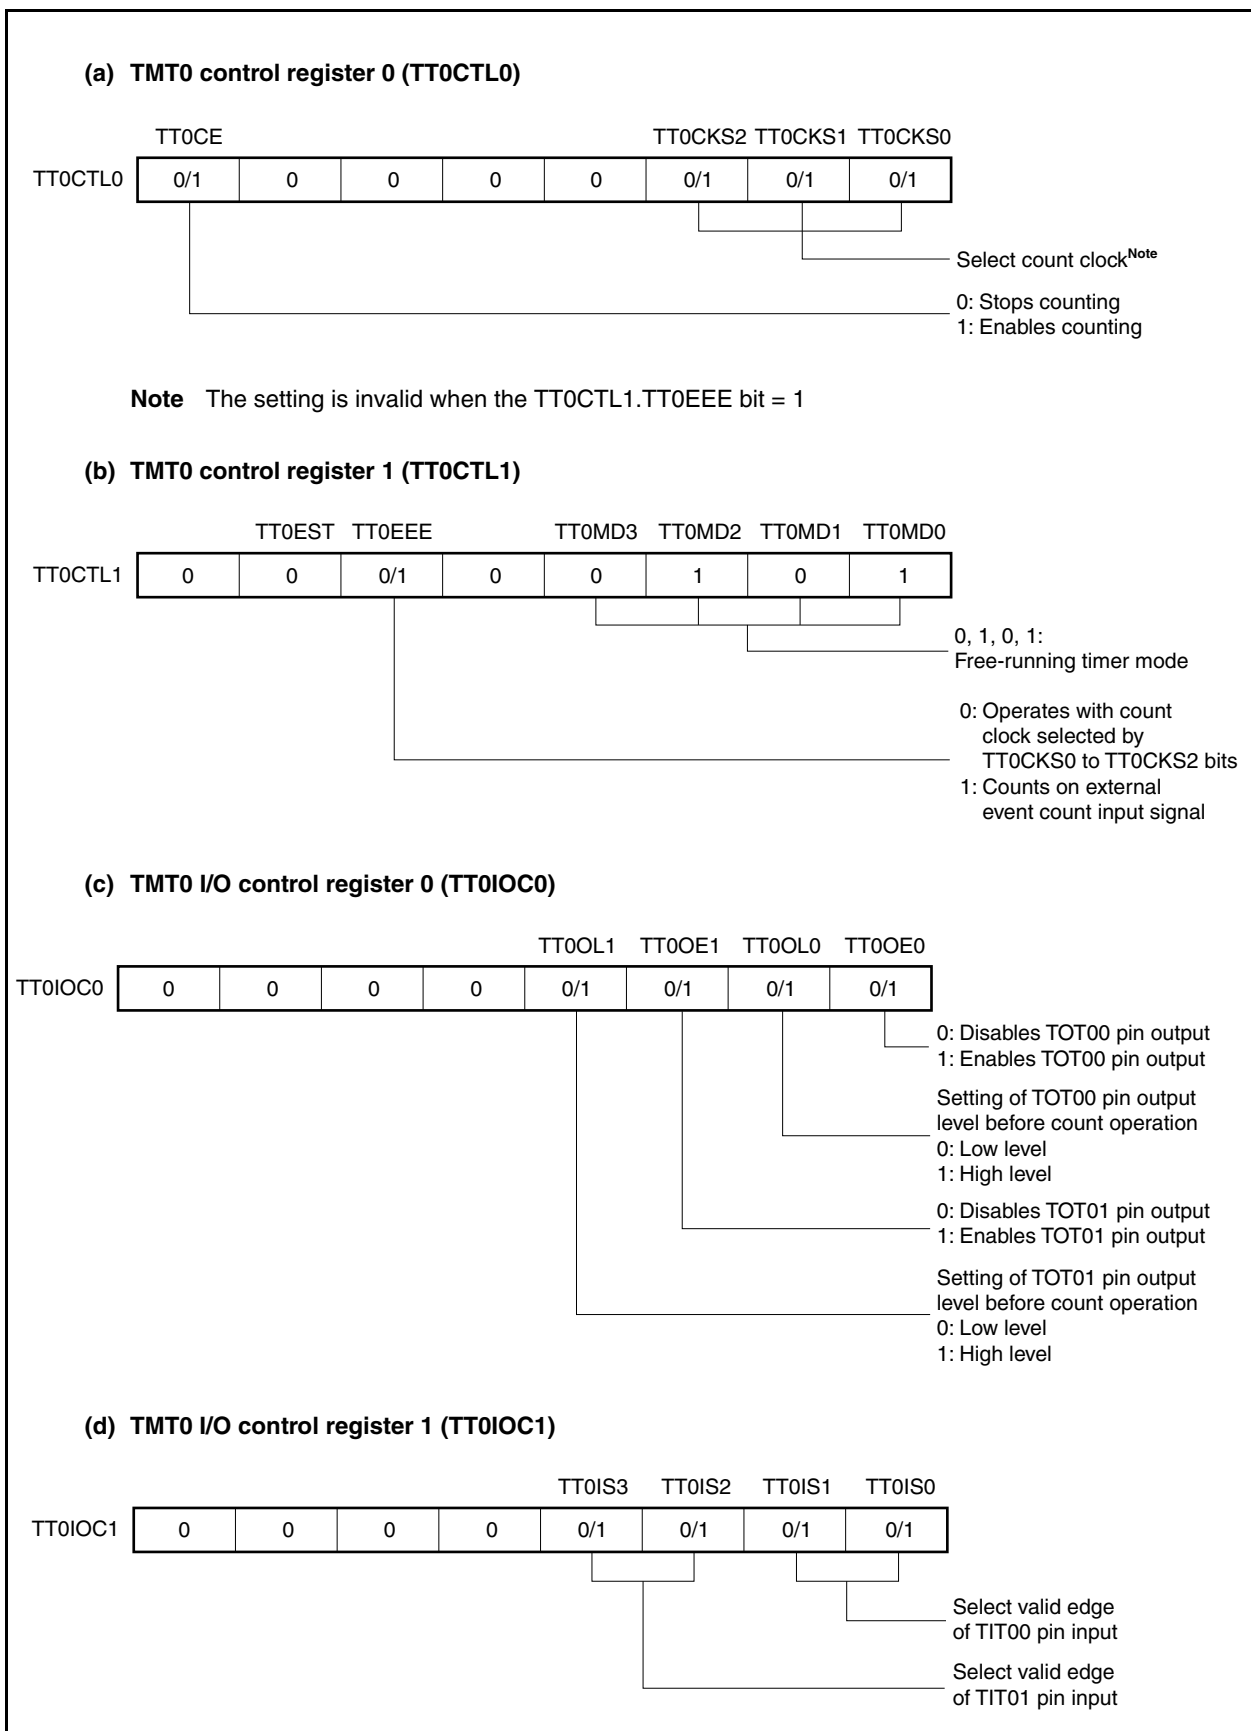 (a) TMT0 control register 0 (TT0CTL0)
TT0CE TT0CKS2 TT0CKS1 TT0CKS0
TT0CTL0 0/1 0 0 0 0 0/1 0/1 0/1
Select count clockNote
0: Stops counting
1: Enables counting
Note The setting is invalid when the TT0CTL1.TT0EEE bit = 1
(b) TMT0 control register 1 (TT0CTL1)
TT0EST TT0EEE TT0MD3 TT0MD2 TT0MD1 TT0MD0
TT0CTL1 0 0 0/1 0 0 1 0 1
0, 1, 0, 1:
Free-running timer mode
0: Operates with count
clock selected by
TT0CKS0 to TT0CKS2 bits
1: Counts on external
event count input signal
(c) TMT0 I/O control register 0 (TT0IOC0)
TT0OL1 TT0OE1 TT0OL0 TT0OE0
TT0IOC0 0 0 0 0 0/1 0/1 0/1 0/1
0: Disables TOT00 pin output
1: Enables TOT00 pin output
Setting of TOT00 pin output
level before count operation
0: Low level
1: High level
0: Disables TOT01 pin output
1: Enables TOT01 pin output
Setting of TOT01 pin output
level before count operation
0: Low level
1: High level
(d) TMT0 I/O control register 1 (TT0IOC1)
TT0IS3 TT0IS2 TT0IS1 TT0IS0
TT0IOC1 0 0 0 0 0/1 0/1 0/1 0/1
Select valid edge
of TIT00 pin input
Select valid edge
of TIT01 pin input